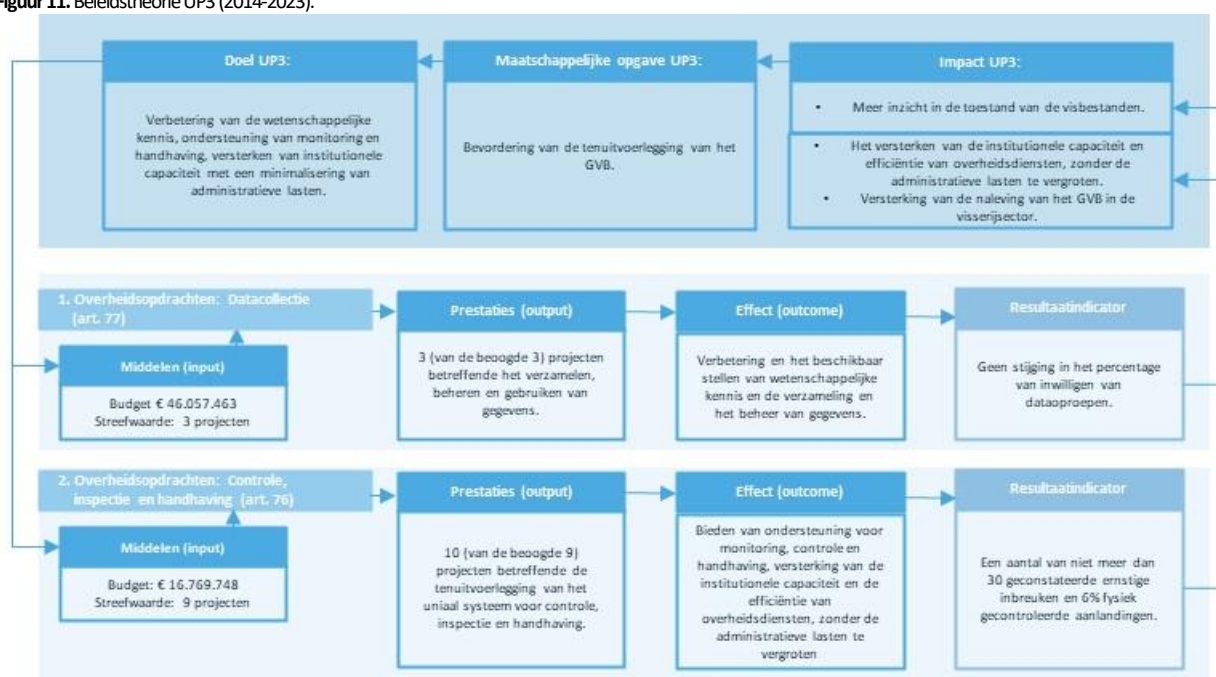 Figuur 11. Beleidstheorie UP3 (2014-2023).
Doel UP3:
Verbetering van de wetenschappelijke
kennis, ondersteuning van monitoring en
handhaving, versterken van institutionele
capaciteit met een minimalisering van
administratieve lasten.
Maatschappelijke opgave UP3:
Bevordering van de tenuitvoerlegging van het
GVB.
Impact UP3:
• Meer inzicht in de toestand van de visbestanden.
• Het versterken van de institutionele capaciteit en
efficiëntie van overheidsdiensten, zonder de
administratieve lasten te vergroten.
• Versterking van de naleving van het GVB in de
visserijsector.
1. Overheidsopdrachten: Datacollectie
(art. 77)
Middelen (input)
Budget € 46.057.463
Streefwaarde: 3 projecten
Prestaties (output)
3 (van de beoogde 3) projecten
betreffende het verzamelen,
beheren en gebruiken van
gegevens.
Effect (outcome)
Verbetering en het beschikbaar
stellen van wetenschappelijke
kennis en de verzameling en
het beheer van gegevens.
Resultaatindicator
Geen stijging in het percentage
van inwilligen van
dataoproepen.
2. Overheidsopdrachten: Controle,
inspectie en handhaving (art. 76)
Middelen (input)
Budget: € 16.769.748
Streefwaarde: 9 projecten
Prestaties (output)
10 (van de beoogde 9)
projecten betreffende de
tenuitvoerlegging van het
uniaal systeem voor controle,
inspectie en handhaving.
Effect (outcome)
Bieden van ondersteuning voor
monitoring, controle en
handhaving, versterking van de
institutionele capaciteit en de
efficiëntie van
overheidsdiensten, zonder de
administratieve lasten te
vergroten
Resultaatindicator
Een aantal van niet meer dan
30 geconstateerde ernstige
inbreuken en 6% fysiek
gecontroleerde aanlandingen.